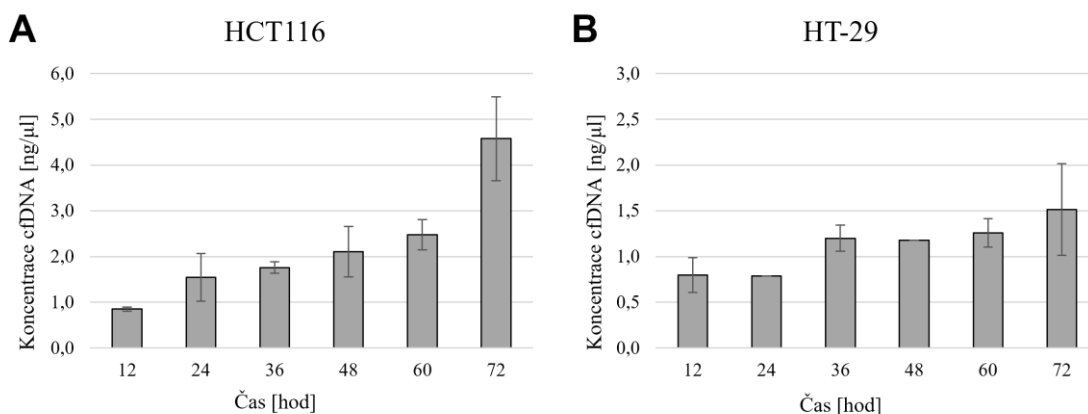 A
HCT116
Koncentrace cfDNA [ng/µl]
6,0
5,0
4,0
3,0
2,0
1,0
0,0
12 24 36 48 60 72
Čas [hod]
B
HT-29
Koncentrace cfDNA [ng/µl]
3,0
2,5
2,0
1,5
1,0
0,5
0,0
12 24 36 48 60 72
Čas [hod]